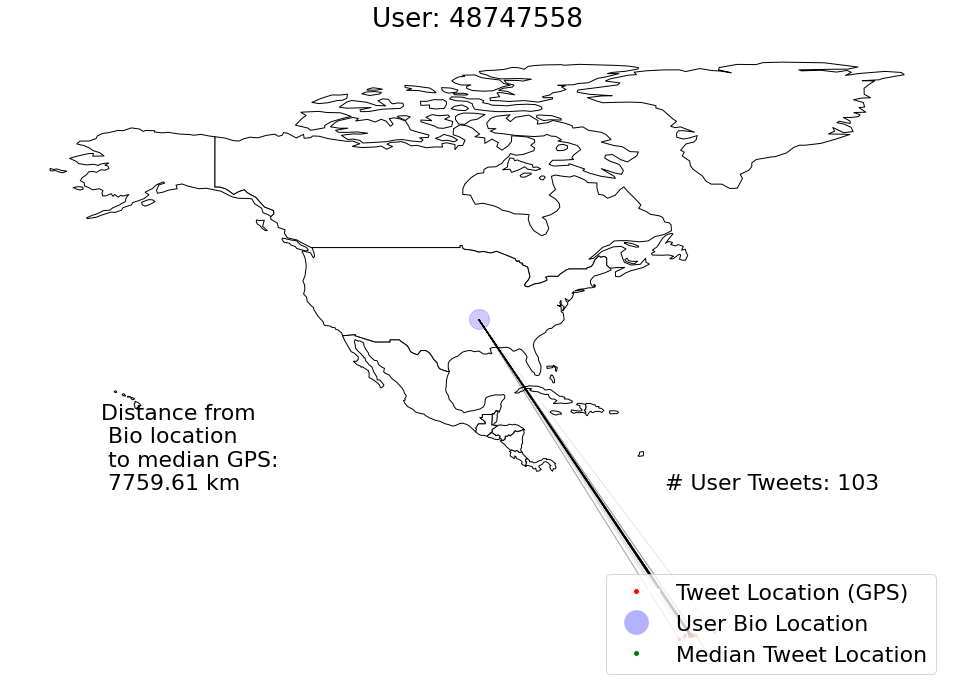 User: 48747558
Distance from
Bio location
to median GPS:
7759.61 km
# User Tweets: 103
Tweet Location (GPS)
User Bio Location
Median Tweet Location